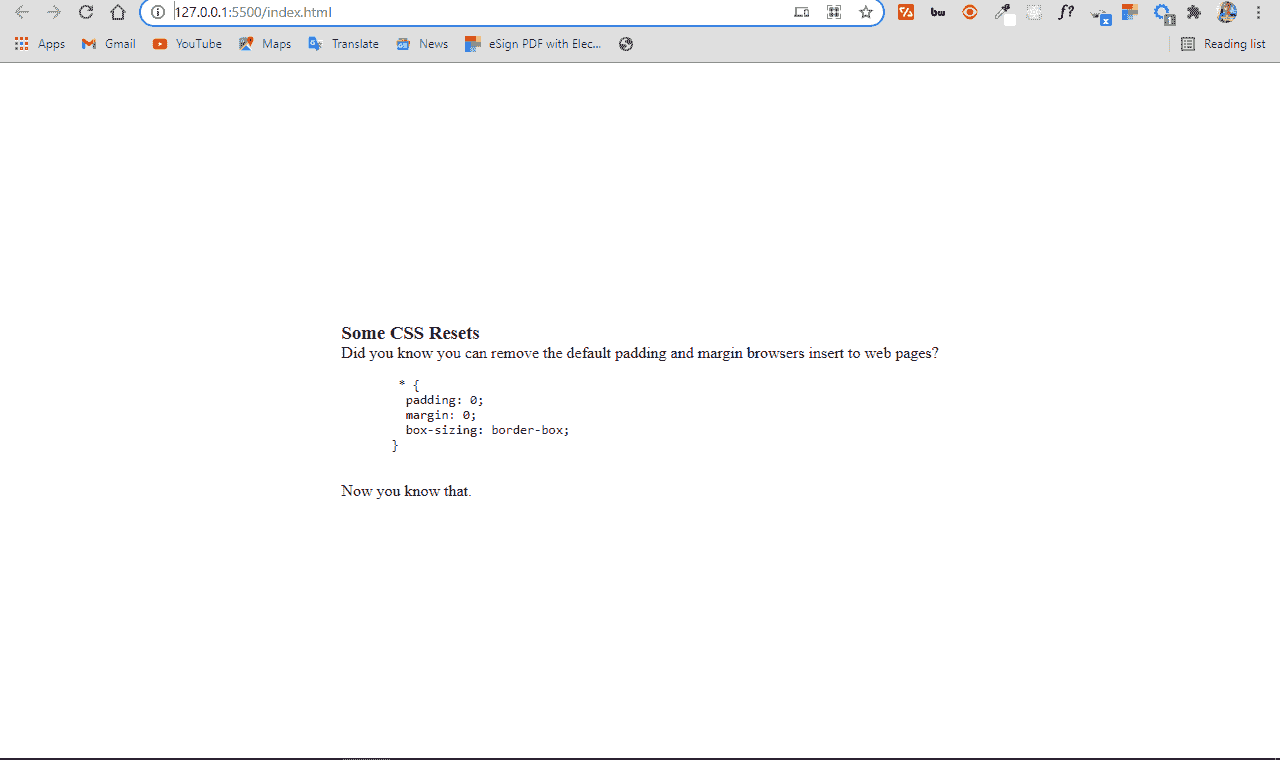 127.0.0.1:5500/index.html
bw
f?
x
1
Apps
Gmail
YouTube
Maps
Translate
News
eSign PDF with Elec...
Reading list
Some CSS Resets
Did you know you can remove the default padding and margin browsers insert to web pages?
* {
padding: 0;
margin: 0;
box-sizing: border-box;
}
Now you know that.